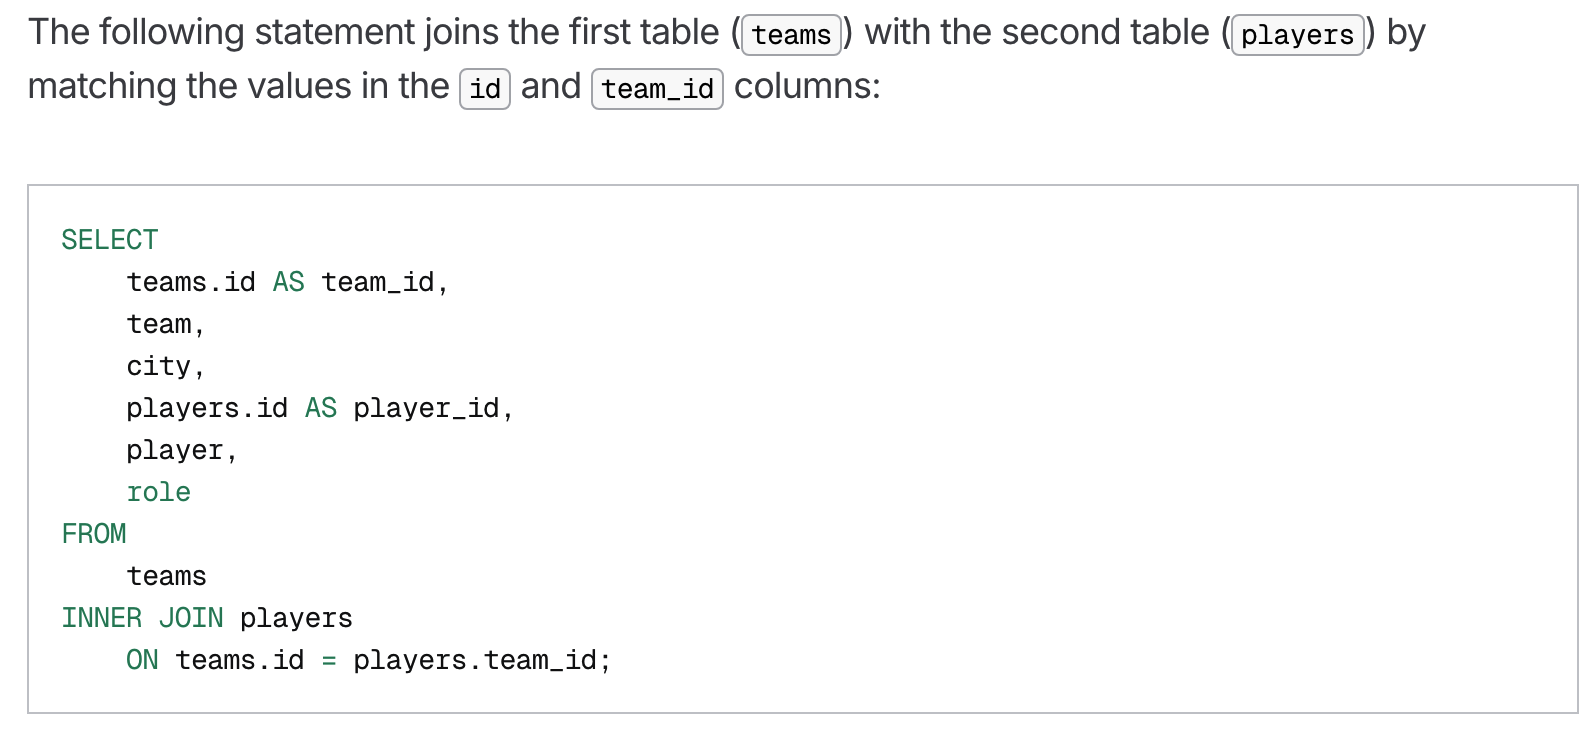 The following statement joins the first table (teams) with the second table (players) by
matching the values in the id and team_id columns:
SELECT
    teams.id AS team_id,
    team,
    city,
    players.id AS player_id,
    player,
    role
FROM
    teams
INNER JOIN players
    ON teams.id = players.team_id;